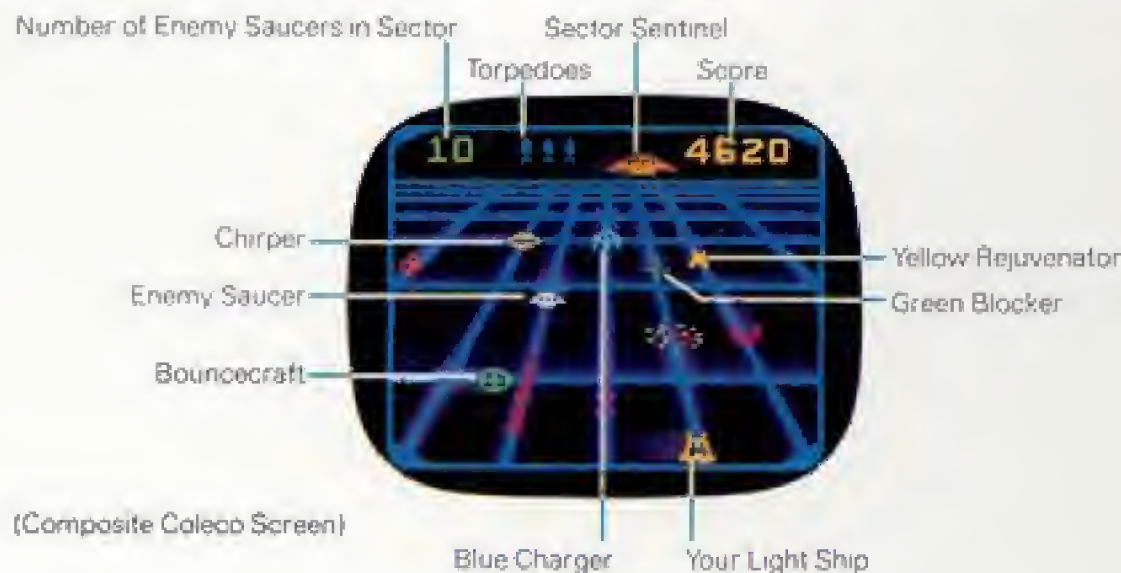 Number of Enemy Saucers in Sector
Sector Sentinel
Torpedoes
Score
10
4620
Chirper
Yellow Rejuvenator
Enemy Saucer
Green Blocker
Bouncecraft
(Composite Coleco Screen)
Blue Charger
Your Light Ship